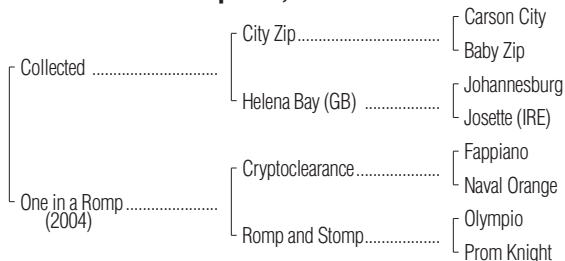 Carson City
City Zip
Baby Zip
Collected
Johannesburg
Helena Bay (GB)
Josette (IRE)
Fappiano
Cryptoclearance
Naval Orange
One in a Romp
(2004)
Olympio
Romp and Stomp
Prom Knight